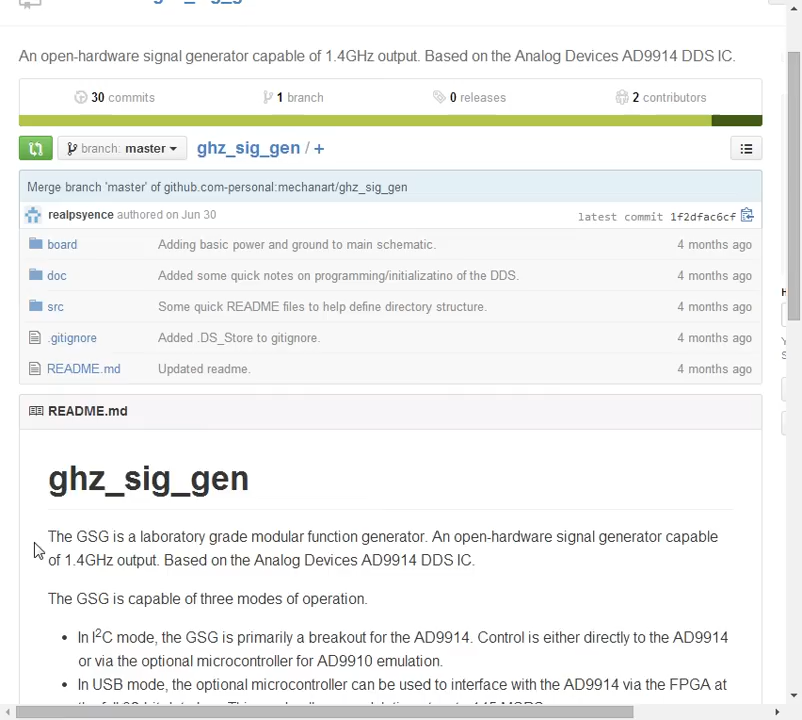 An open-hardware signal generator capable of 1.4GHz output. Based on the Analog Devices AD9914 DDS IC.
30 commits 1 branch 0 releases 2 contributors
branch: master ghz_sig_gen / +
Merge branch 'master' of github.com-personal:mechanart/ghz_sig_gen
realpsyence authored on Jun 30 latest commit 1f2dfac6cf
board Adding basic power and ground to main schematic. 4 months ago
doc Added some quick notes on programming/initializatino of the DDS. 4 months ago
src Some quick README files to help define directory structure. 4 months ago
.gitignore Added .DS_Store to gitignore. 4 months ago
README.md Updated readme. 4 months ago
README.md
ghz_sig_gen
The GSG is a laboratory grade modular function generator. An open-hardware signal generator capable
of 1.4GHz output. Based on the Analog Devices AD9914 DDS IC.
The GSG is capable of three modes of operation.
• In I²C mode, the GSG is primarily a breakout for the AD9914. Control is either directly to the AD9914
or via the optional microcontroller for AD9910 emulation.
• In USB mode, the optional microcontroller can be used to interface with the AD9914 via the FPGA at